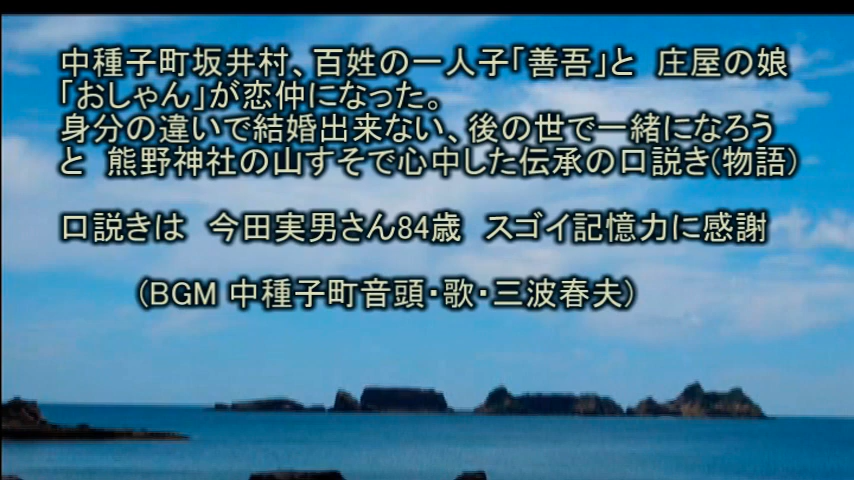 中種子町坂井村、百姓の一人子「善吾」と　庄屋の娘
「おしゃん」が恋仲になった。
身分の違いで結婚出来ない、後の世で一緒になろう
と　熊野神社の山すそで心中した伝承の口説き(物語)
口説きは　今田実男さん84歳　スゴイ記憶力に感謝
(BGM 中種子町音頭・歌・三波春夫)